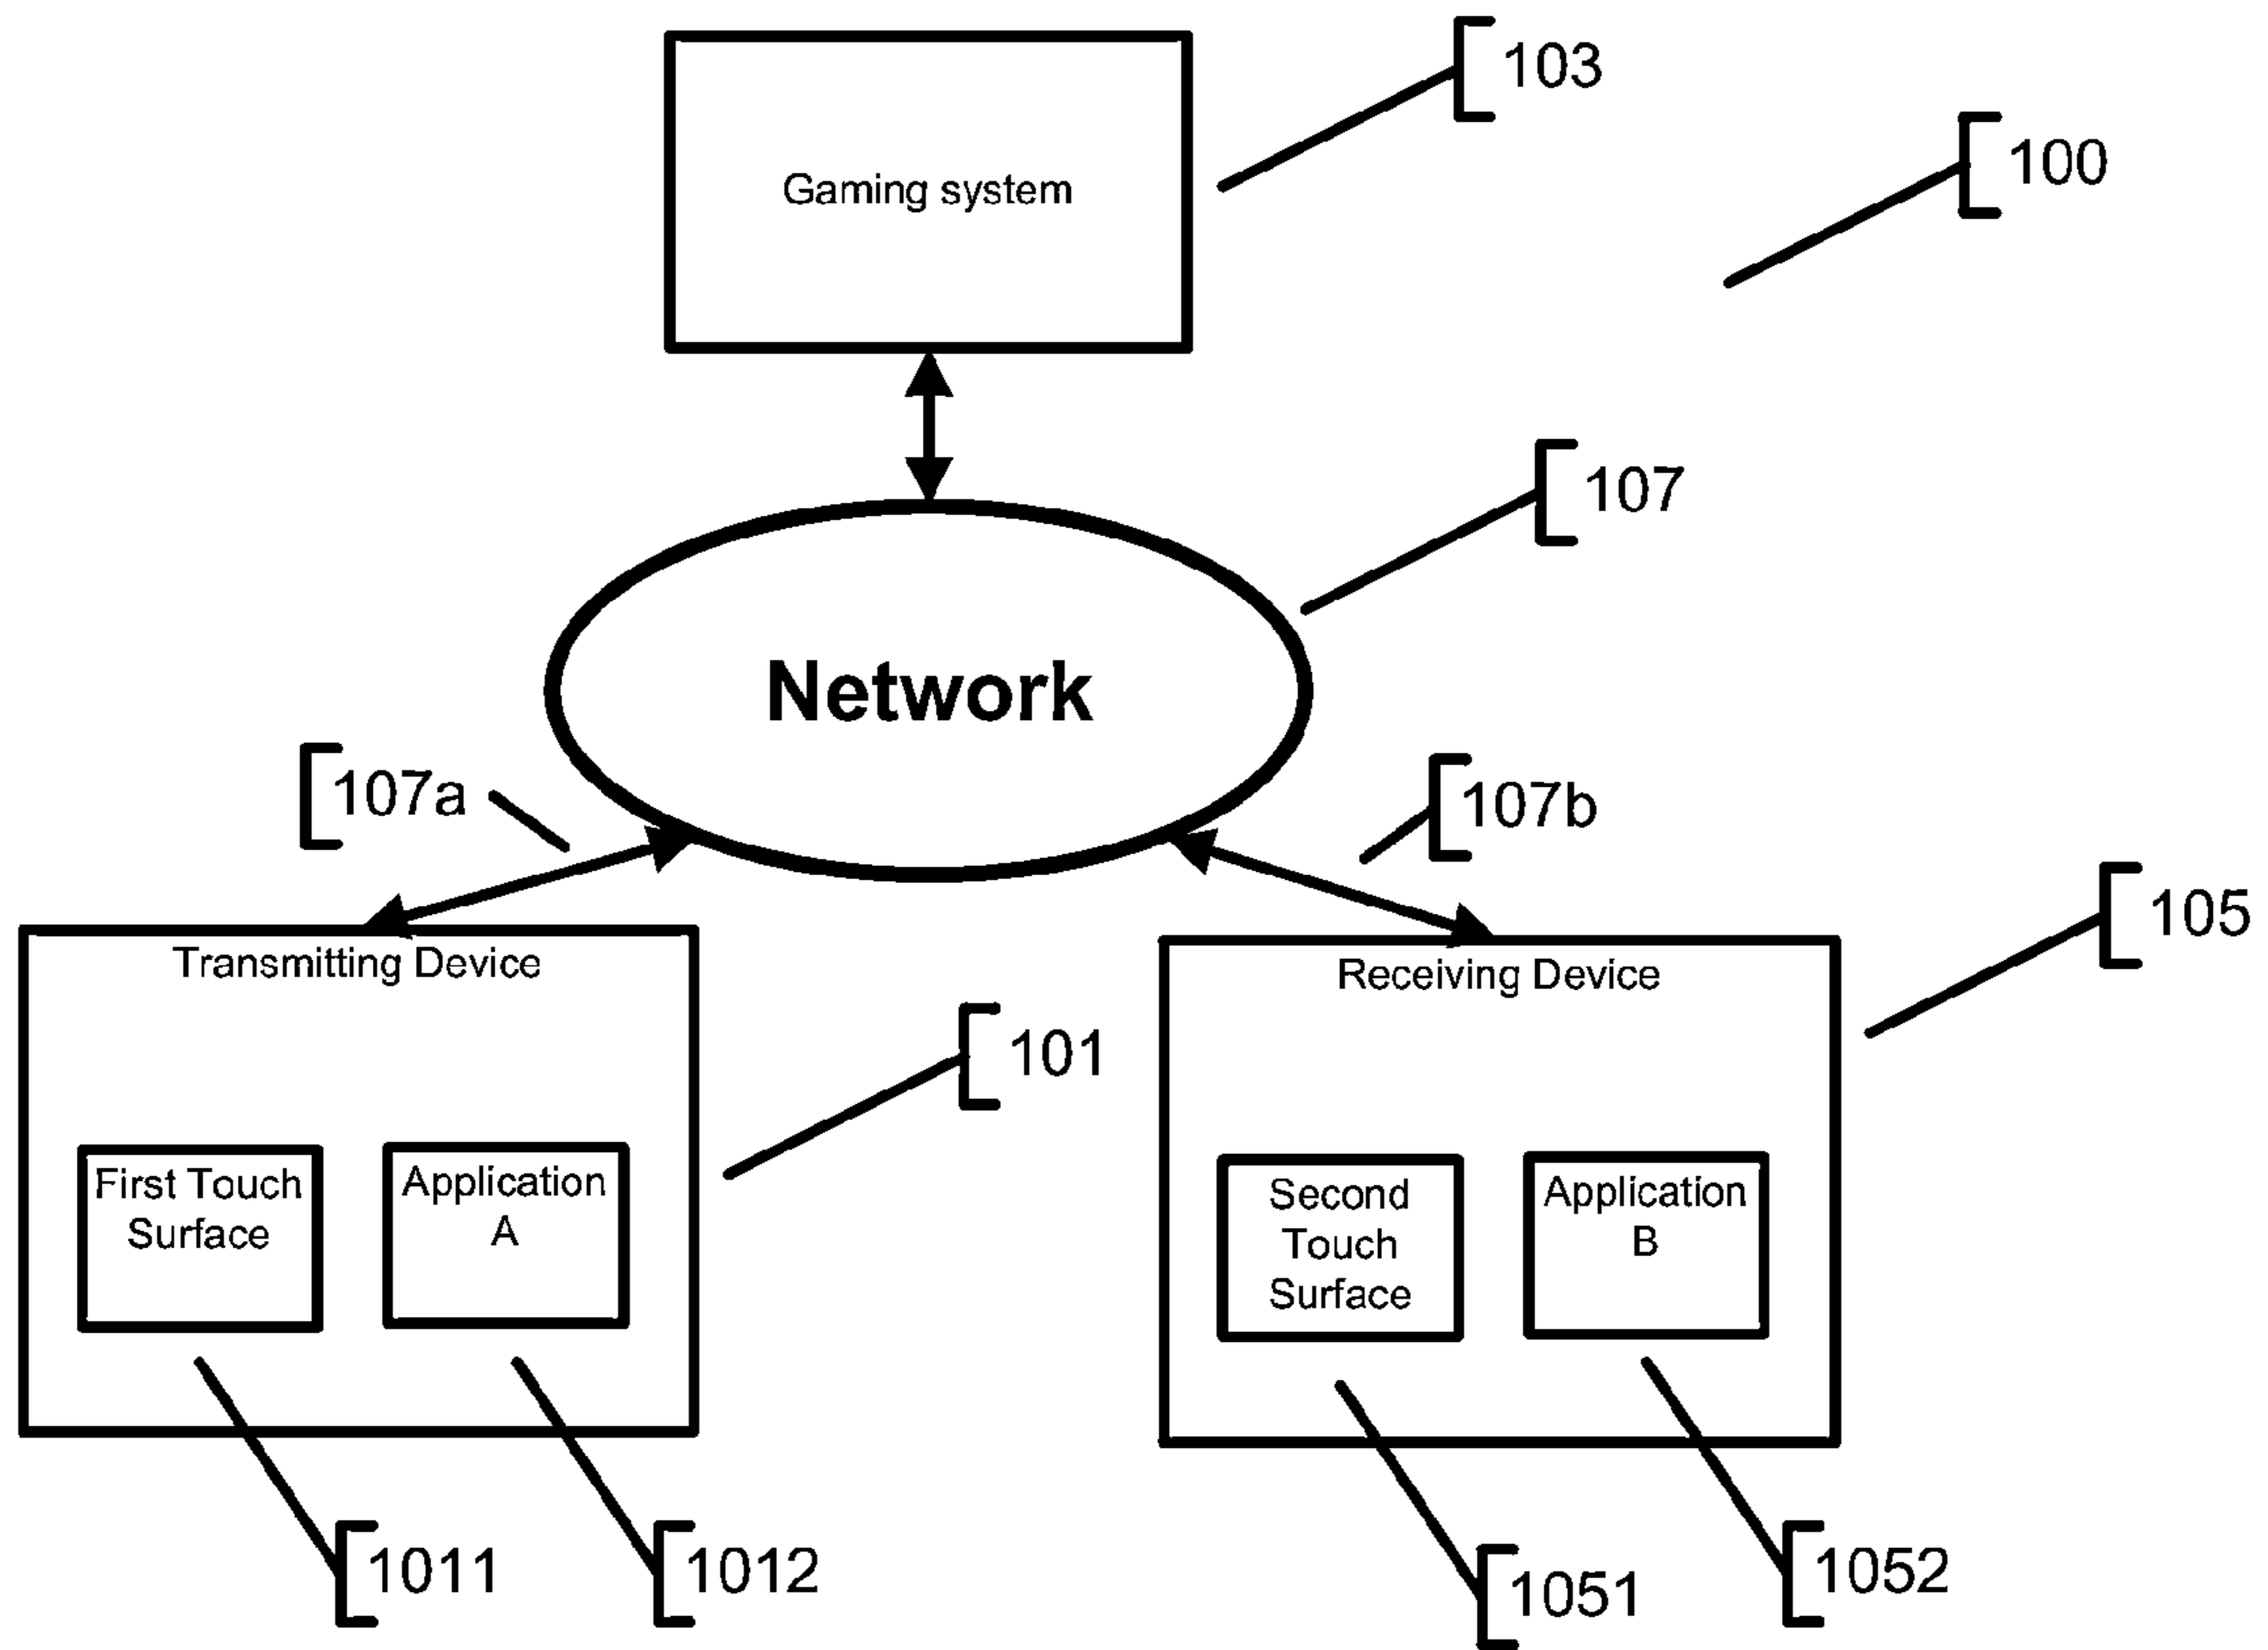 103
100
Gaming system
107
Network
107a
107b
105
Transmitting Device
Receiving Device
101
First Touch
Surface
Application
A
Second
Touch
Surface
Application
B
1011
1012
1051
1052